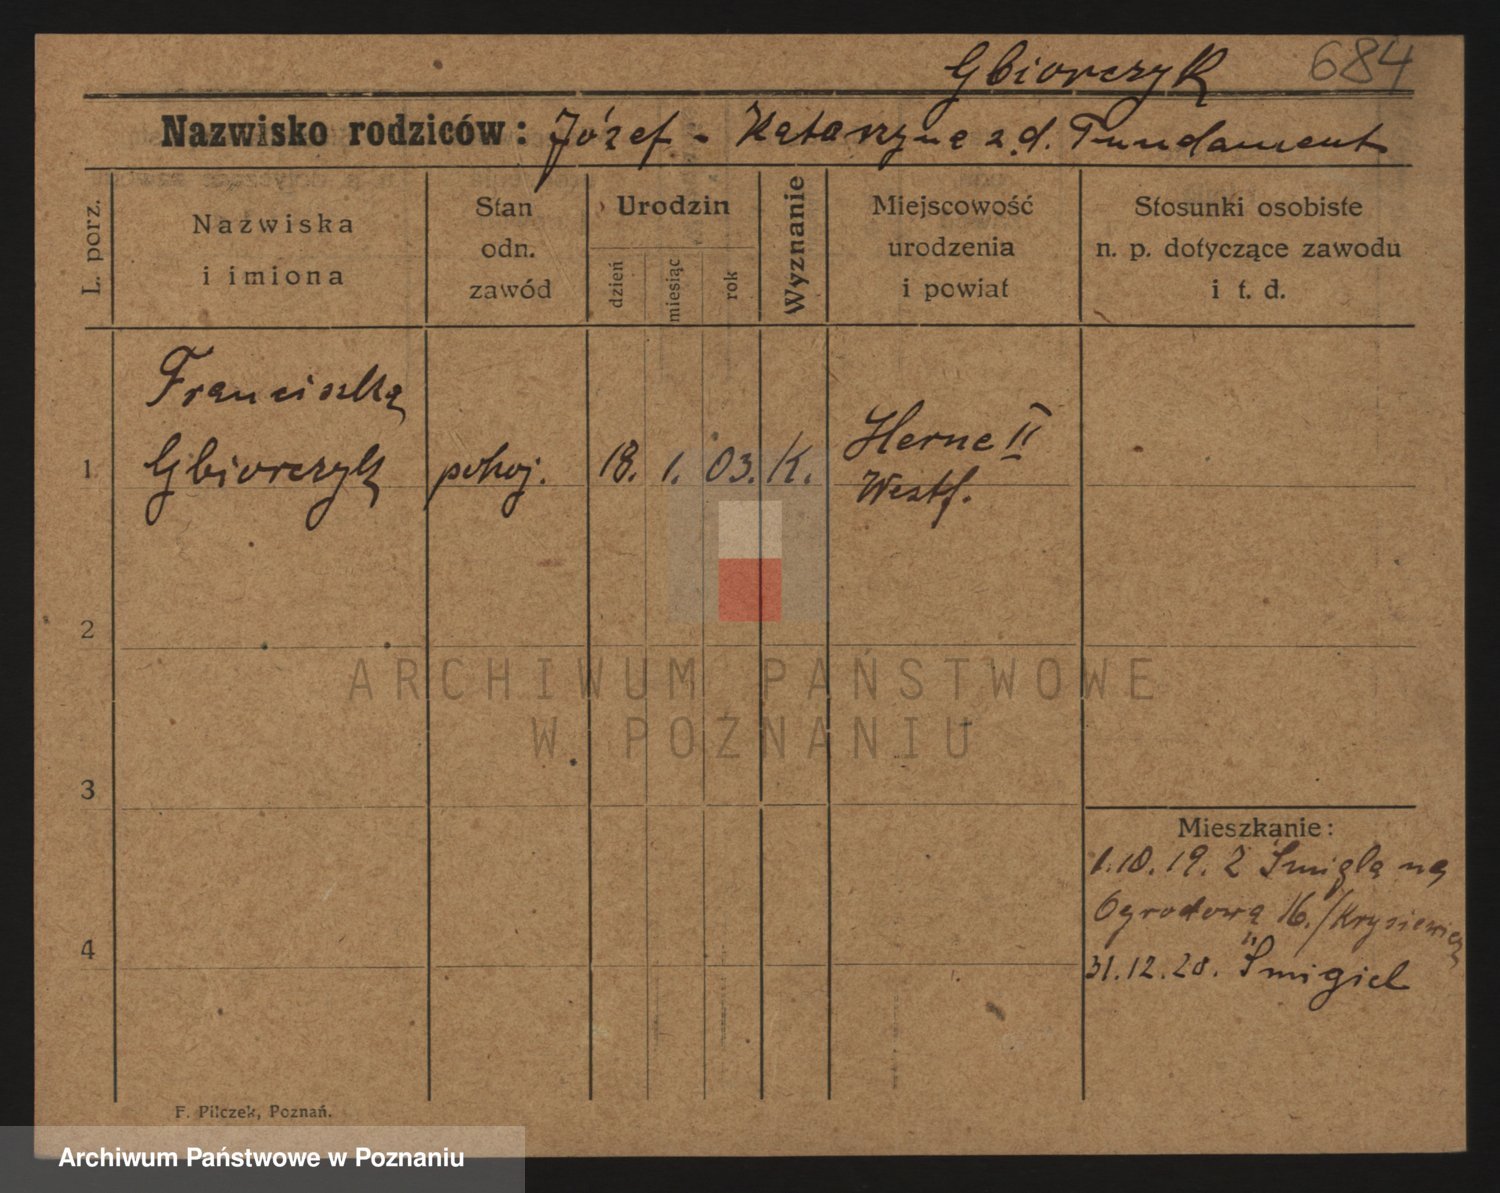 Gbiorczyk 684
Nazwisko rodziców: Józef - Katarzyna z d. Fundament
L. porz.
Nazwiska
i imiona
Stan
odn.
zawód
Urodzin
dzień
miesiąc
rok
Wyznanie
Miejscowość
urodzenia
i powiat
Stosunki osobiste
n. p. dotyczące zawodu
i t. d.
Franciszka
1 Gbiorczyk pokoj. 18. 1. 03. K. Herne II
Westf.
2
ARCHIWUM PAŃSTWOWE
W POZNANIU
3
Mieszkanie:
1.10.19. Z Śmigla na
Ogrodową 16./Krysiewicz
4
31.12.20. " Śmigiel
F. Pilczek, Poznań.
Archiwum Państwowe w Poznaniu